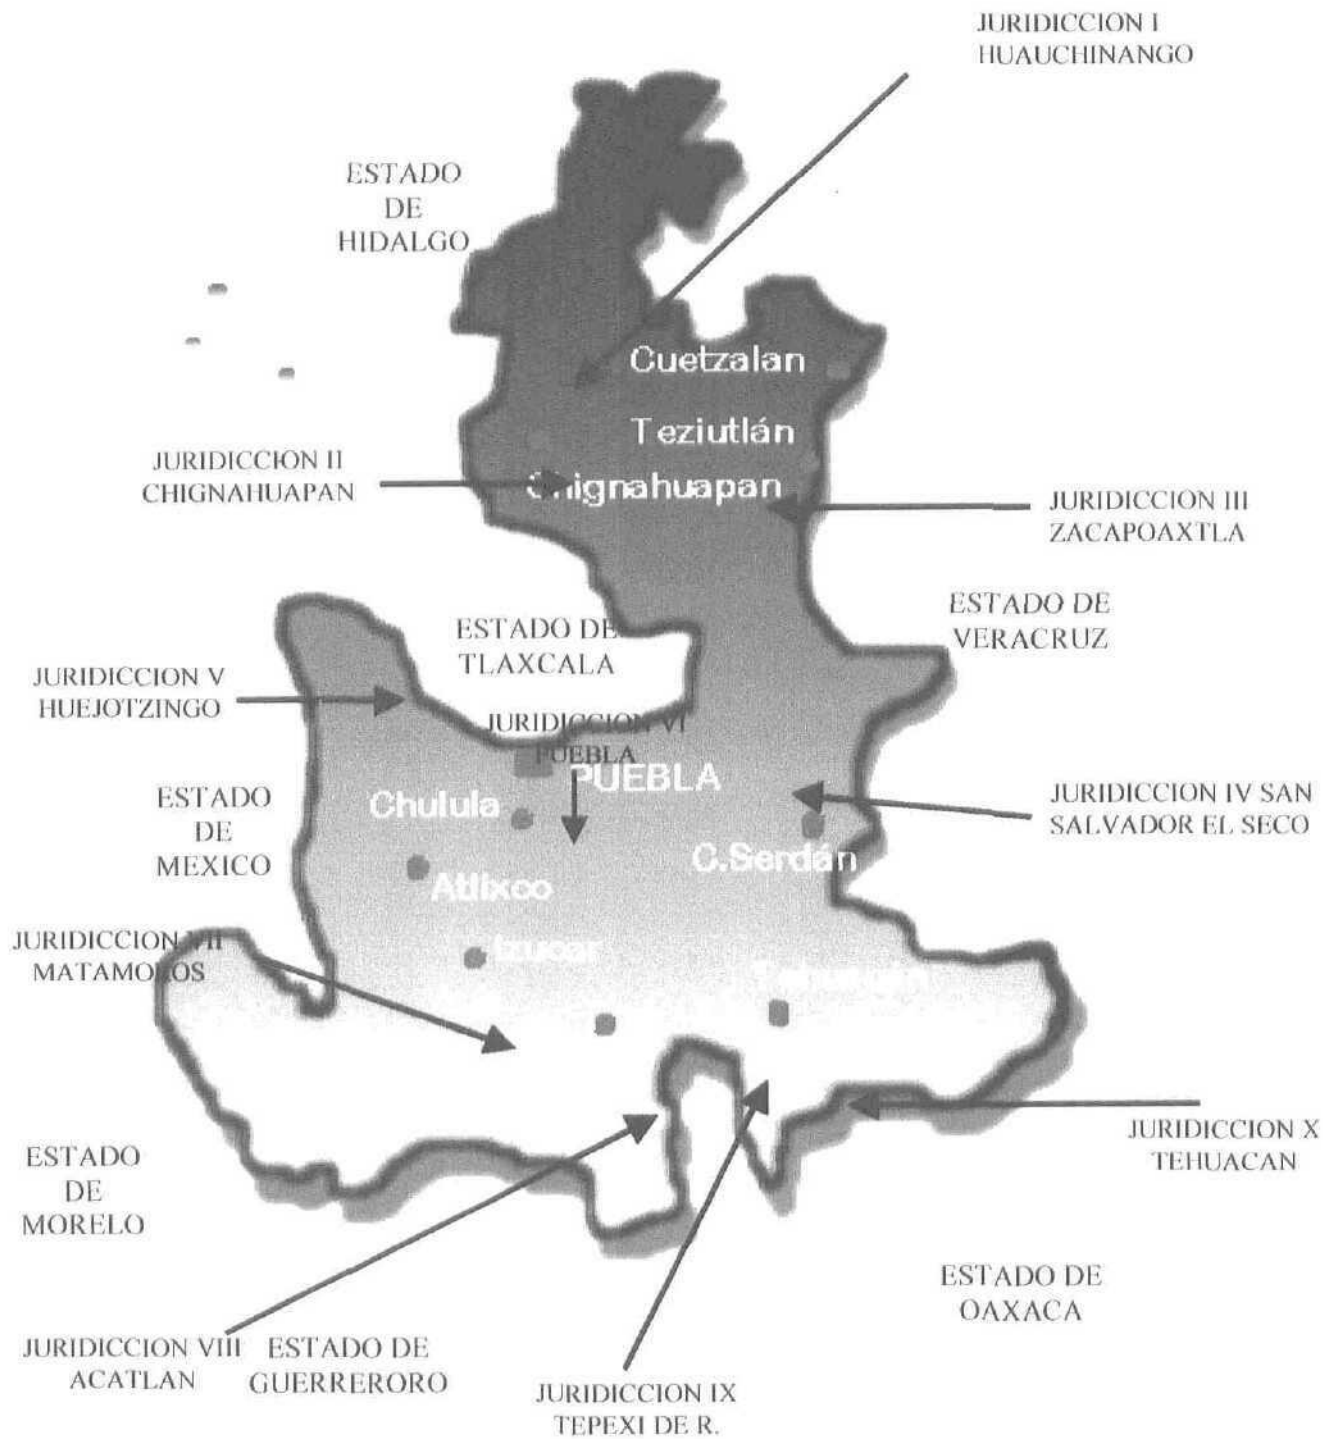 JURIDICCION I
HUAUCHINANGO
ESTADO
DE
HIDALGO
Cuetzalan
Teziutlán
JURIDICCION II
CHIGNAHUAPAN
Chignahuapan
JURIDICCION III
ZACAPOAXTLA
ESTADO DE
VERACRUZ
ESTADO DE
TLAXCALA
JURIDICCION V
HUEJOTZINGO
JURIDICCION VI
PUEBLA
PUEBLA
ESTADO
DE
MEXICO
Chulula
JURIDICCION IV SAN
SALVADOR EL SECO
C.Serdán
Atlixco
JURIDICCION VII
MATAMOROS
Izucar
JURIDICCION X
TEHUACAN
ESTADO
DE
MORELO
ESTADO DE
OAXACA
JURIDICCION VIII
ACATLAN
ESTADO DE
GUERRERORO
JURIDICCION IX
TEPEXI DE R.